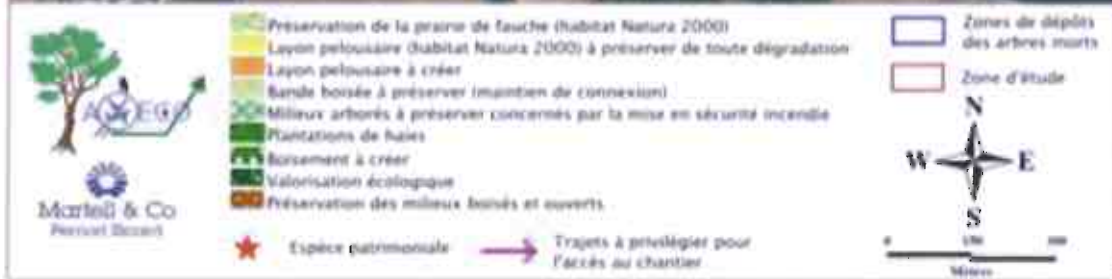 Préservation de la prairie de fauche (habitat Natura 2000)
Layon pelousaire (habitat Natura 2000) à préserver de toute dégradation
Layon pelousaire à créer
Bande boisée à préserver (maintien de connexion)
Milieux arborés à préserver concernés par la mise en sécurité incendie
Plantations de haies
Boisement à créer
Valorisation écologique
Préservation des milieux boisés et ouverts
Espèce patrimoniale
Trajets à privilégier pour
l'accès au chantier
Zones de dépôts
des arbres morts
Zone d'étude
N
W E
S
0 150 300
Mètres
Martell & Co
Pernod Ricard